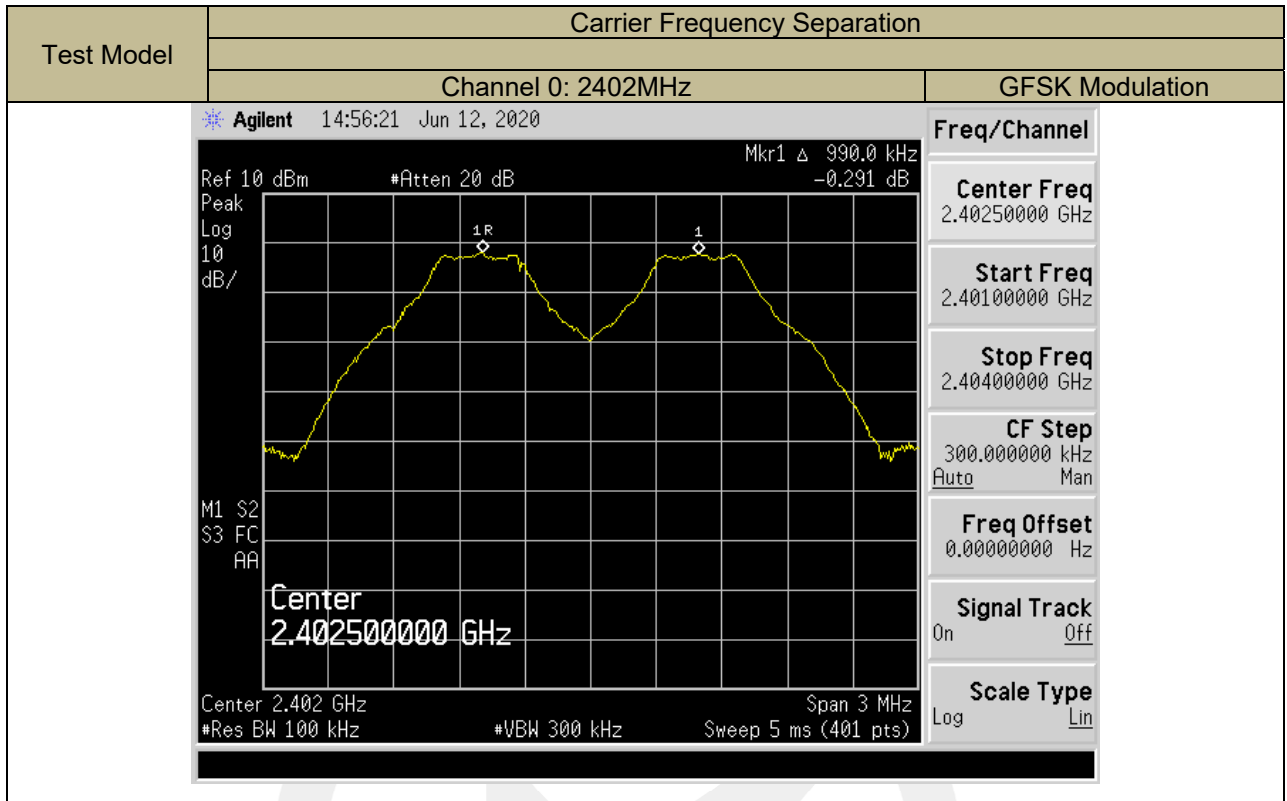 Test Model
Carrier Frequency Separation
Channel 0: 2402MHz
GFSK Modulation
Agilent 14:56:21 Jun 12, 2020
Freq/Channel
Mkr1 Δ 990.0 kHz
Ref 10 dBm #Atten 20 dB -0.291 dB
Peak
Log
10
dB/
1R
1
Center Freq
2.40250000 GHz
Start Freq
2.40100000 GHz
Stop Freq
2.40400000 GHz
CF Step
300.000000 kHz
Auto Man
M1 S2
S3 FC
AA
Freq Offset
0.00000000 Hz
Center
2.402500000 GHz
Signal Track
On Off
Scale Type
Log Lin
Center 2.402 GHz Span 3 MHz
#Res BW 100 kHz #VBW 300 kHz Sweep 5 ms (401 pts)